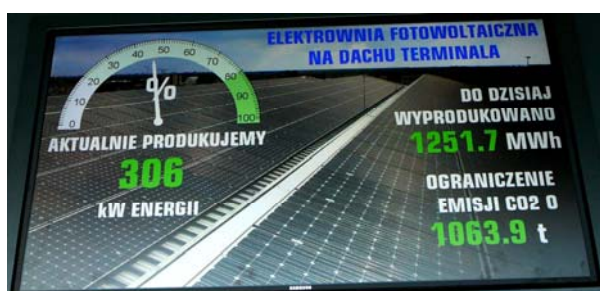 ELEKTROWNIA FOTOWOLTAICZNA
NA DACHU TERMINALA
0 10 20 30 40 50 60 70 80 90 100
%
AKTUALNIE PRODUKUJEMY
306
kW ENERGII
DO DZISIAJ
WYPRODUKOWANO
1251.7 MWh
OGRANICZENIE
EMISJI CO2 O
1063.9 t
SAMSUNG